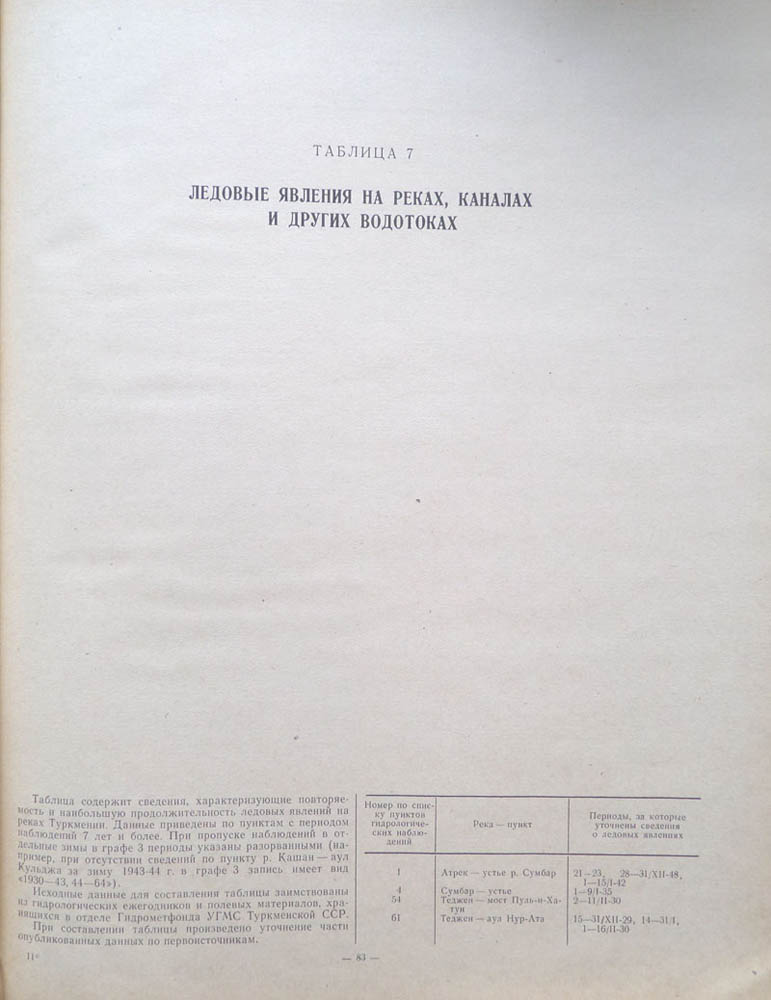 ТАБЛИЦА 7
ЛЕДОВЫЕ ЯВЛЕНИЯ НА РЕКАХ, КАНАЛАХ
И ДРУГИХ ВОДОТОКАХ
Таблица содержит сведения, характеризующие повторяе-
мость и наибольшую продолжительность ледовых явлений на
реках Туркмении. Данные приведены по пунктам с периодом
наблюдений 7 лет и более. При пропуске наблюдений в от-
дельные зимы в графе 3 периоды указаны разорванными (на-
пример, при отсутствии сведений по пункту р. Кашан — аул
Кульджа за зиму 1943-44 г. в графе 3 запись имеет вид
«1930—43, 44—64»).
Исходные данные для составления таблицы заимствованы
из гидрологических ежегодников и полевых материалов, хра-
нящихся в отделе Гидрометфонда УГМС Туркменской ССР.
При составлении таблицы произведено уточнение части
опубликованных данных по первоисточникам.
Номер по спис-
ку пунктов
гидрологиче-
ских наблю-
дений
Река — пункт
Периоды, за которые
уточнены сведения
о ледовых явлениях
1 Атрек — устье р. Сумбар 21—23, 28—31/XII-48,
1—15/I-42
4 Сумбар — устье 1—9/I-35
54 Теджен — мост Пуль-и-Ха- 2—11/II-30
тун
61 Теджен — аул Нур-Ата 15—31/XII-29, 14—31/I,
1—16/II-30
11*
— 83 —